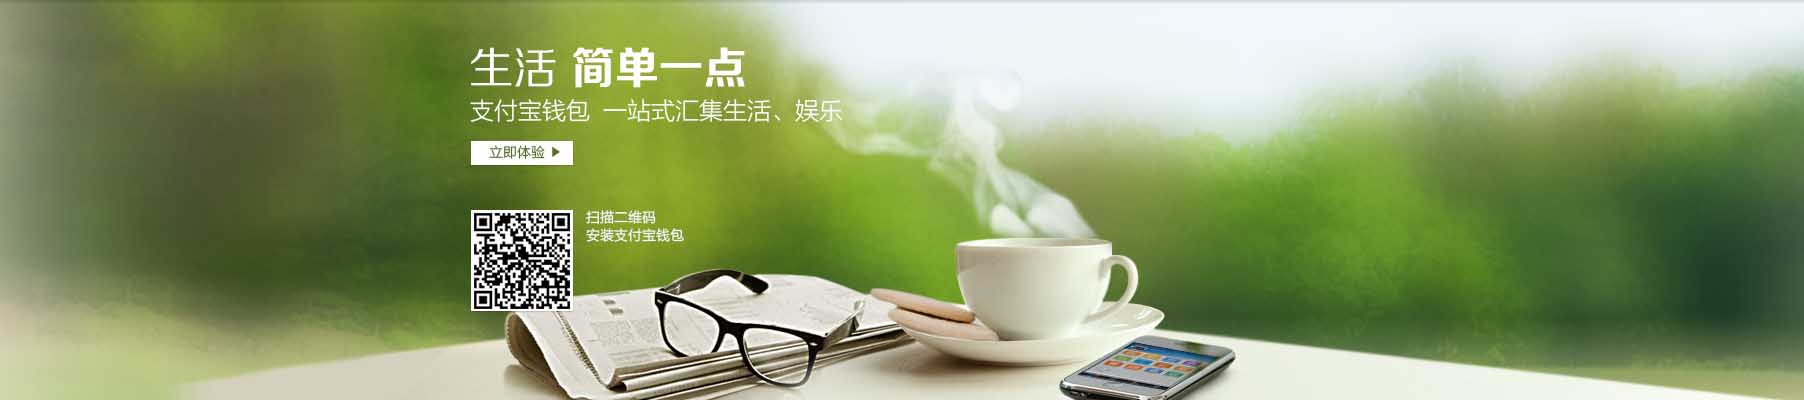 生活 简单一点
支付宝钱包 一站式汇集生活、娱乐
立即体验
扫描二维码
安装支付宝钱包